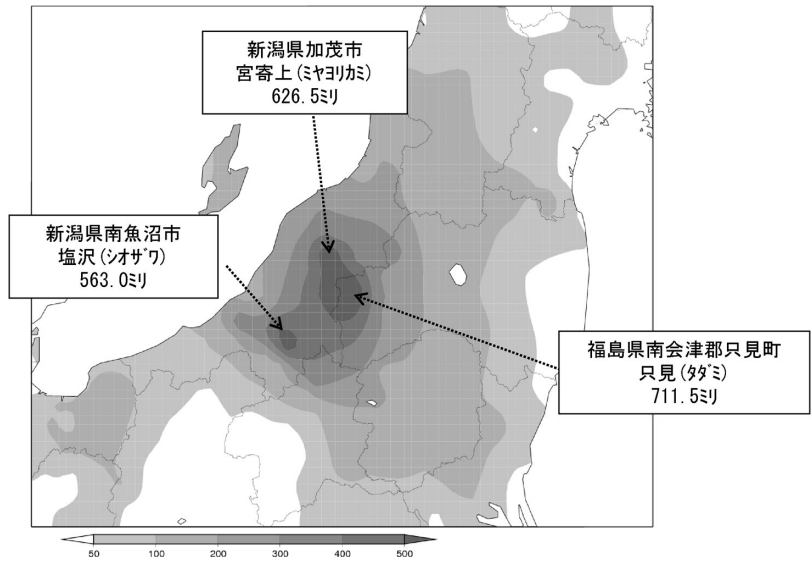 新潟県加茂市
宮寄上(ﾐﾔﾖﾘｶﾐ)
626.5ﾐﾘ
新潟県南魚沼市
塩沢(ｼｵｻﾞﾜ)
563.0ﾐﾘ
福島県南会津郡只見町
只見(ﾀﾀﾞﾐ)
711.5ﾐﾘ
50 100 200 300 400 500